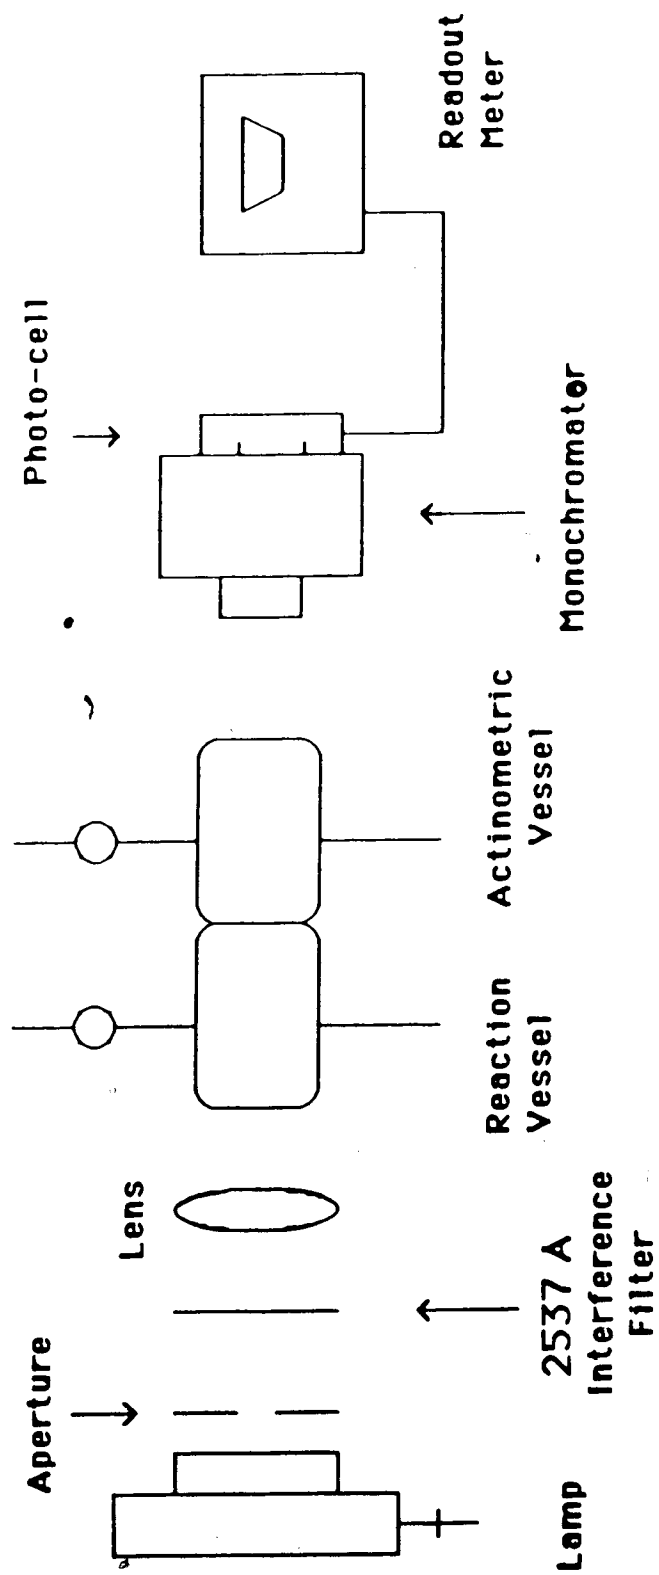 Photo-cell
Readout
Meter
Monochromator
Actinometric
Vessel
Reaction
Vessel
Lens
2537 A
Interference
Filter
Aperture
Lamp